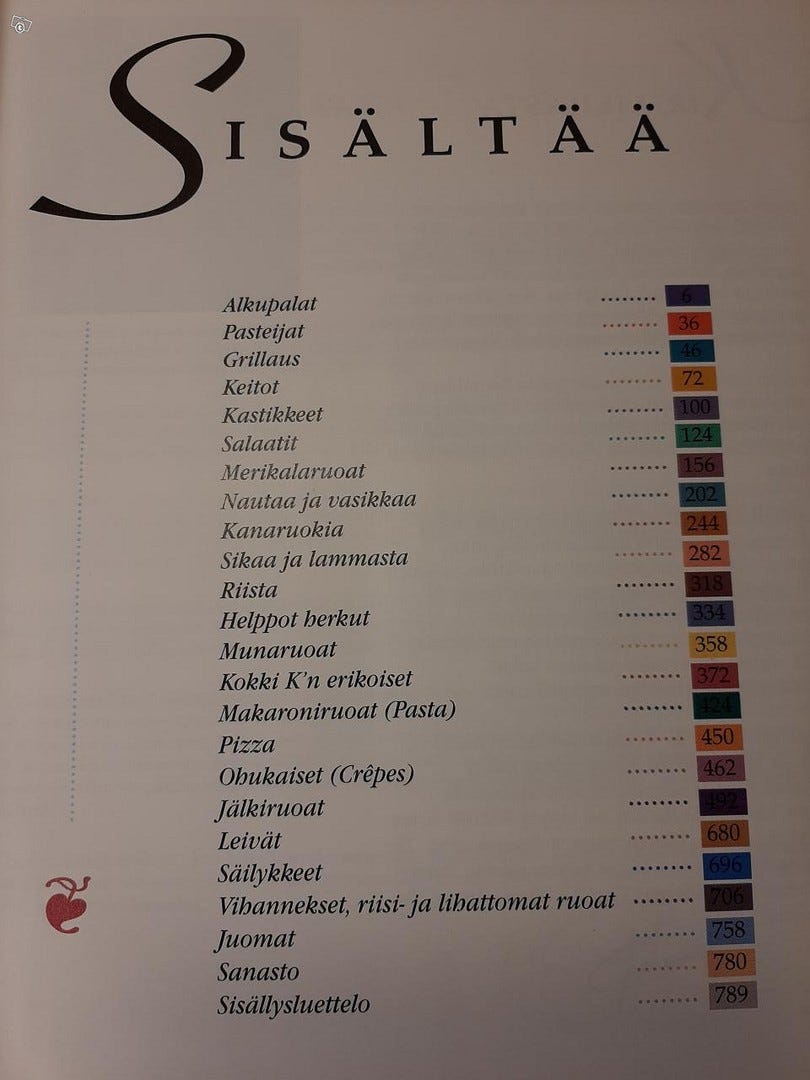 SISÄLTÄÄ
Alkupalat ........ 6
Pasteijat ........ 36
Grillaus ........ 46
Keitot ........ 72
Kastikkeet ........ 100
Salaatit ........ 124
Merikalaruoat ........ 156
Nautaa ja vasikkaa ........ 202
Kanaruokia ........ 244
Sikaa ja lammasta ........ 282
Riista ........ 318
Helppot herkut ........ 334
Munaruoat ........ 358
Kokki K'n erikoiset ........ 372
Makaroniruoat (Pasta) ........ 424
Pizza ........ 450
Ohukaiset (Crêpes) ........ 462
Jälkiruoat ........ 492
Leivät ........ 680
Säilykkeet ........ 696
Vihannekset, riisi- ja lihattomat ruoat ........ 706
Juomat ........ 758
Sanasto ........ 780
Sisällysluettelo ........ 789